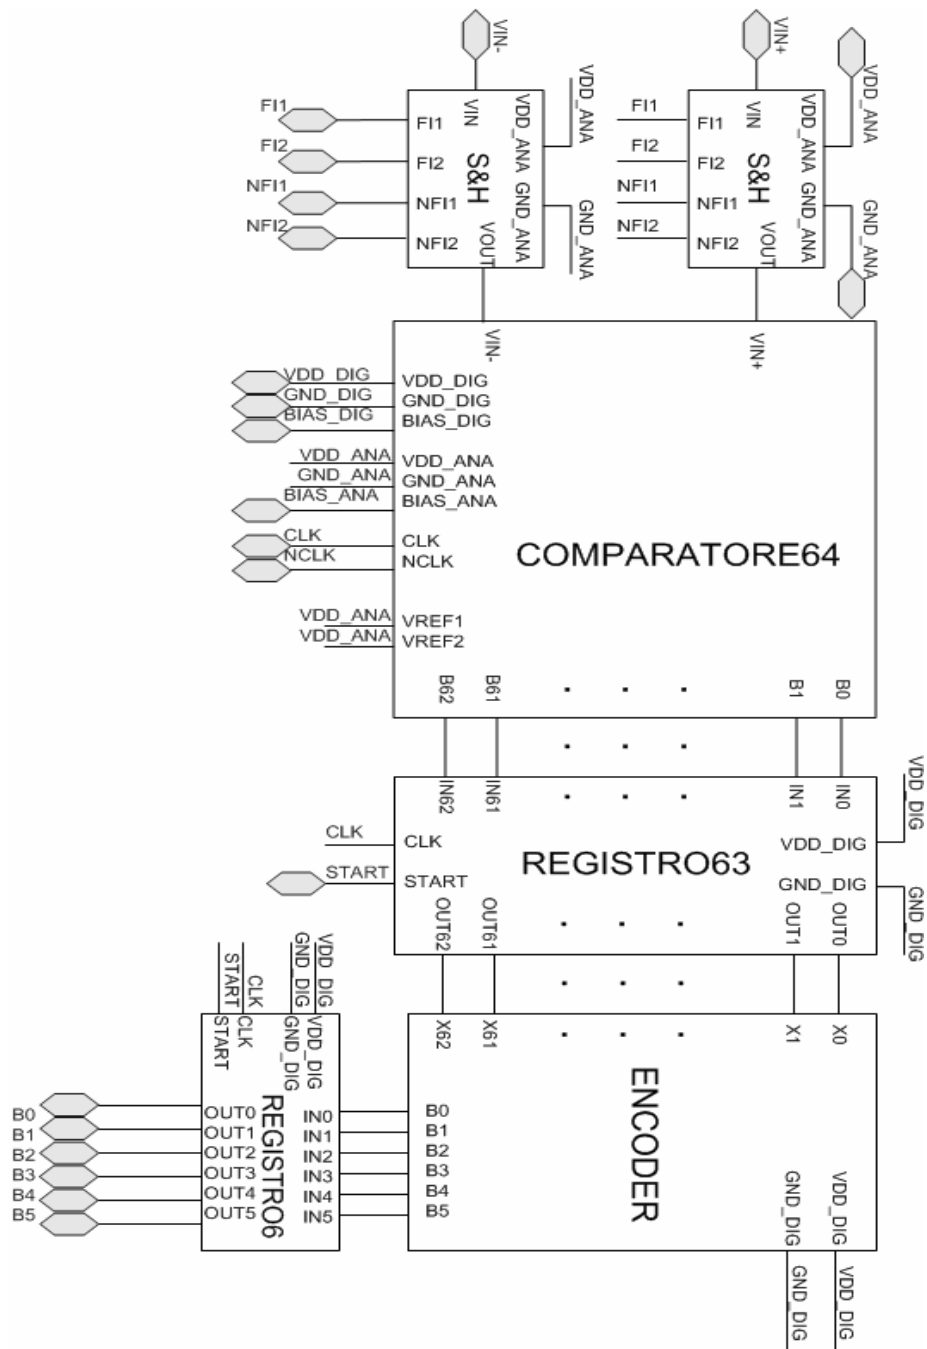 VIN-
VIN+
VDD_ANA
VDD_ANA
FI1
FI2
NFI1
NFI2
VIN
FI1
FI2
NFI1
NFI2
S&H
VDD_ANA
GND_ANA
VOUT
GND_ANA
FI1
FI2
NFI1
NFI2
VIN
FI1
FI2
NFI1
NFI2
S&H
VDD_ANA
GND_ANA
VOUT
GND_ANA
VIN-
VIN+
VDD_DIG
GND_DIG
BIAS_DIG
VDD_ANA
GND_ANA
BIAS_ANA
CLK
NCLK
VDD_ANA
VDD_ANA
VDD_DIG
GND_DIG
BIAS_DIG
VDD_ANA
GND_ANA
BIAS_ANA
CLK
NCLK
VREF1
VREF2
COMPARATORE64
B62
B61
. . .
B1
B0
. . .
IN62
IN61
. . .
IN1
IN0
VDD_DIG
CLK
START
CLK
START
REGISTRO63
VDD_DIG
GND_DIG
GND_DIG
OUT62
OUT61
. . .
OUT1
OUT0
. . .
X62
X61
. . .
X1
X0
START
CLK
GND_DIG
VDD_DIG
START
CLK
GND_DIG
VDD_DIG
B0
B1
B2
B3
B4
B5
OUT0
OUT1
OUT2
OUT3
OUT4
OUT5
REGISTRO6
IN0
IN1
IN2
IN3
IN4
IN5
B0
B1
B2
B3
B4
B5
ENCODER
GND_DIG
VDD_DIG
GND_DIG
VDD_DIG